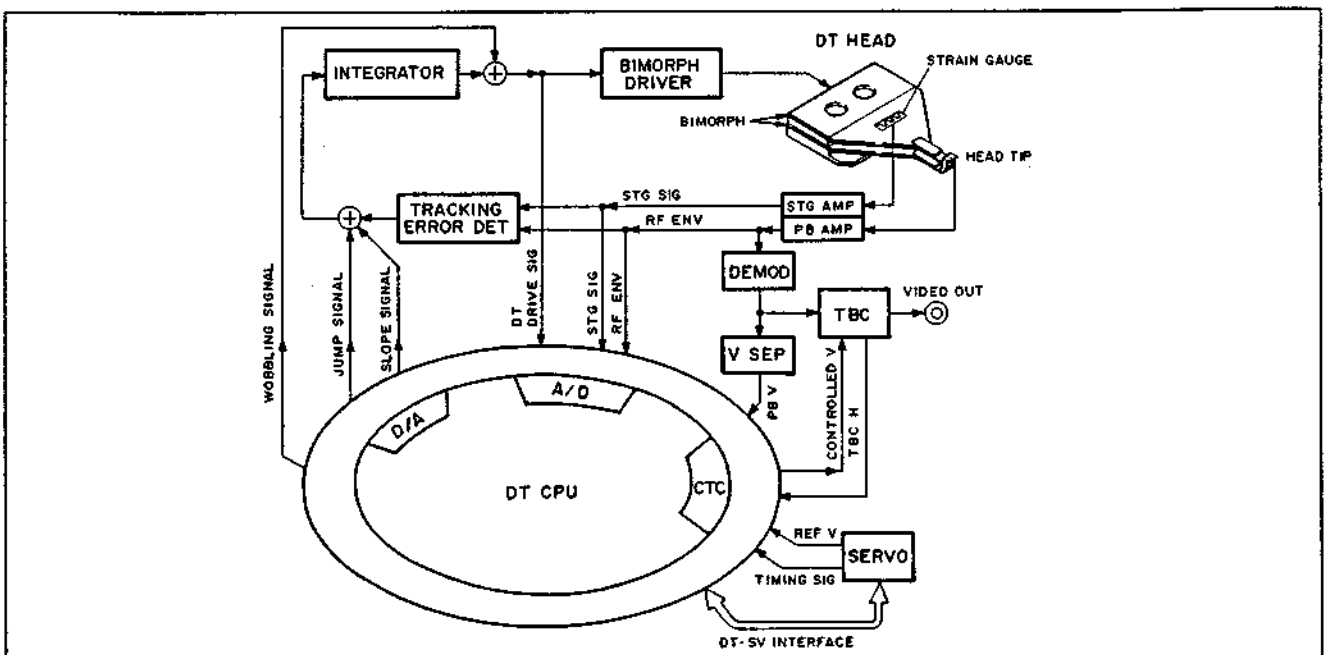 DT HEAD
STRAIN GAUGE
INTEGRATOR
+
BIMORPH
DRIVER
BIMORPH
HEAD TIP
STG SIG
STG AMP
TRACKING
ERROR DET
+
RF ENV
PB AMP
DEMOD
WOBBLING SIGNAL
JUMP SIGNAL
SLOPE SIGNAL
DT
DRIVE SIG
STG SIG
RF ENV
VIDEO OUT
TBC
V SEP
PB V
CONTROLLED V
TBC H
A/D
D/A
DT CPU
CTC
REF V
SERVO
TIMING SIG
DT-SV INTERFACE